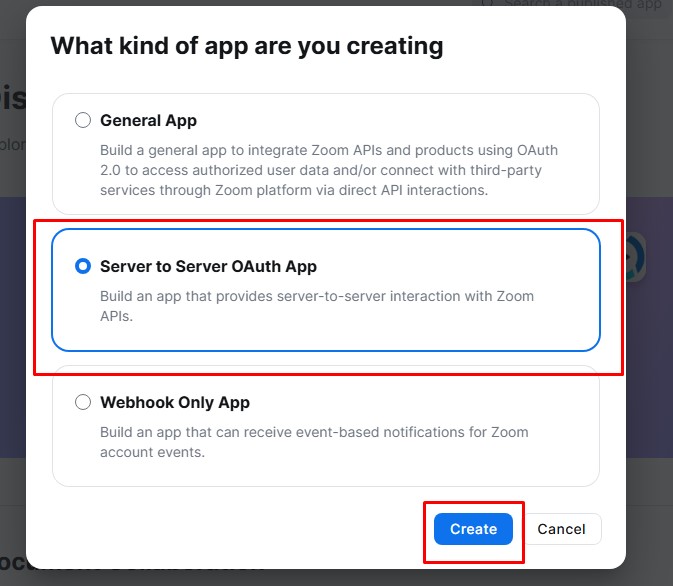 Search a published app
What kind of app are you creating
General App
Build a general app to integrate Zoom APIs and products using OAuth
2.0 to access authorized user data and/or connect with third-party
services through Zoom platform via direct API interactions.
Server to Server OAuth App
Build an app that provides server-to-server interaction with Zoom
APIs.
Webhook Only App
Build an app that can receive event-based notifications for Zoom
account events.
Create
Cancel